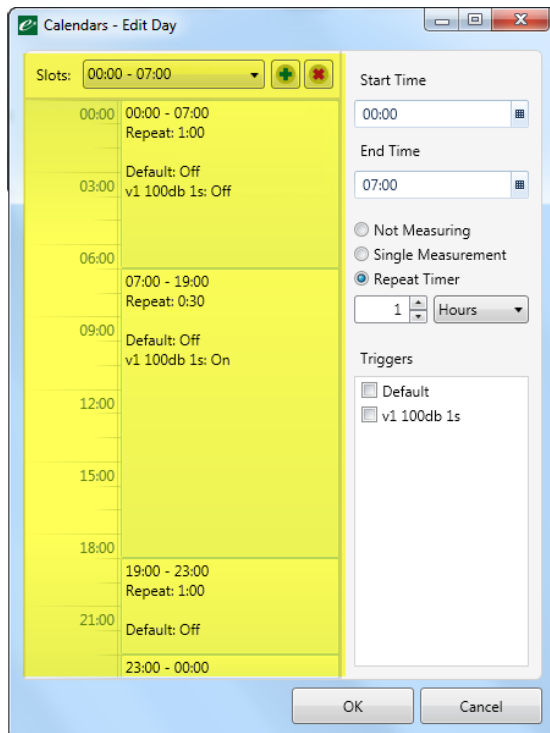 Calendars - Edit Day
Slots: 00:00 - 07:00
00:00
03:00
06:00
09:00
12:00
15:00
18:00
21:00
00:00 - 07:00
Repeat: 1:00
Default: Off
v1 100db 1s: Off
07:00 - 19:00
Repeat: 0:30
Default: Off
v1 100db 1s: On
19:00 - 23:00
Repeat: 1:00
Default: Off
23:00 - 00:00
Start Time
00:00
End Time
07:00
Not Measuring
Single Measurement
Repeat Timer
1 Hours
Triggers
Default
v1 100db 1s
OK Cancel